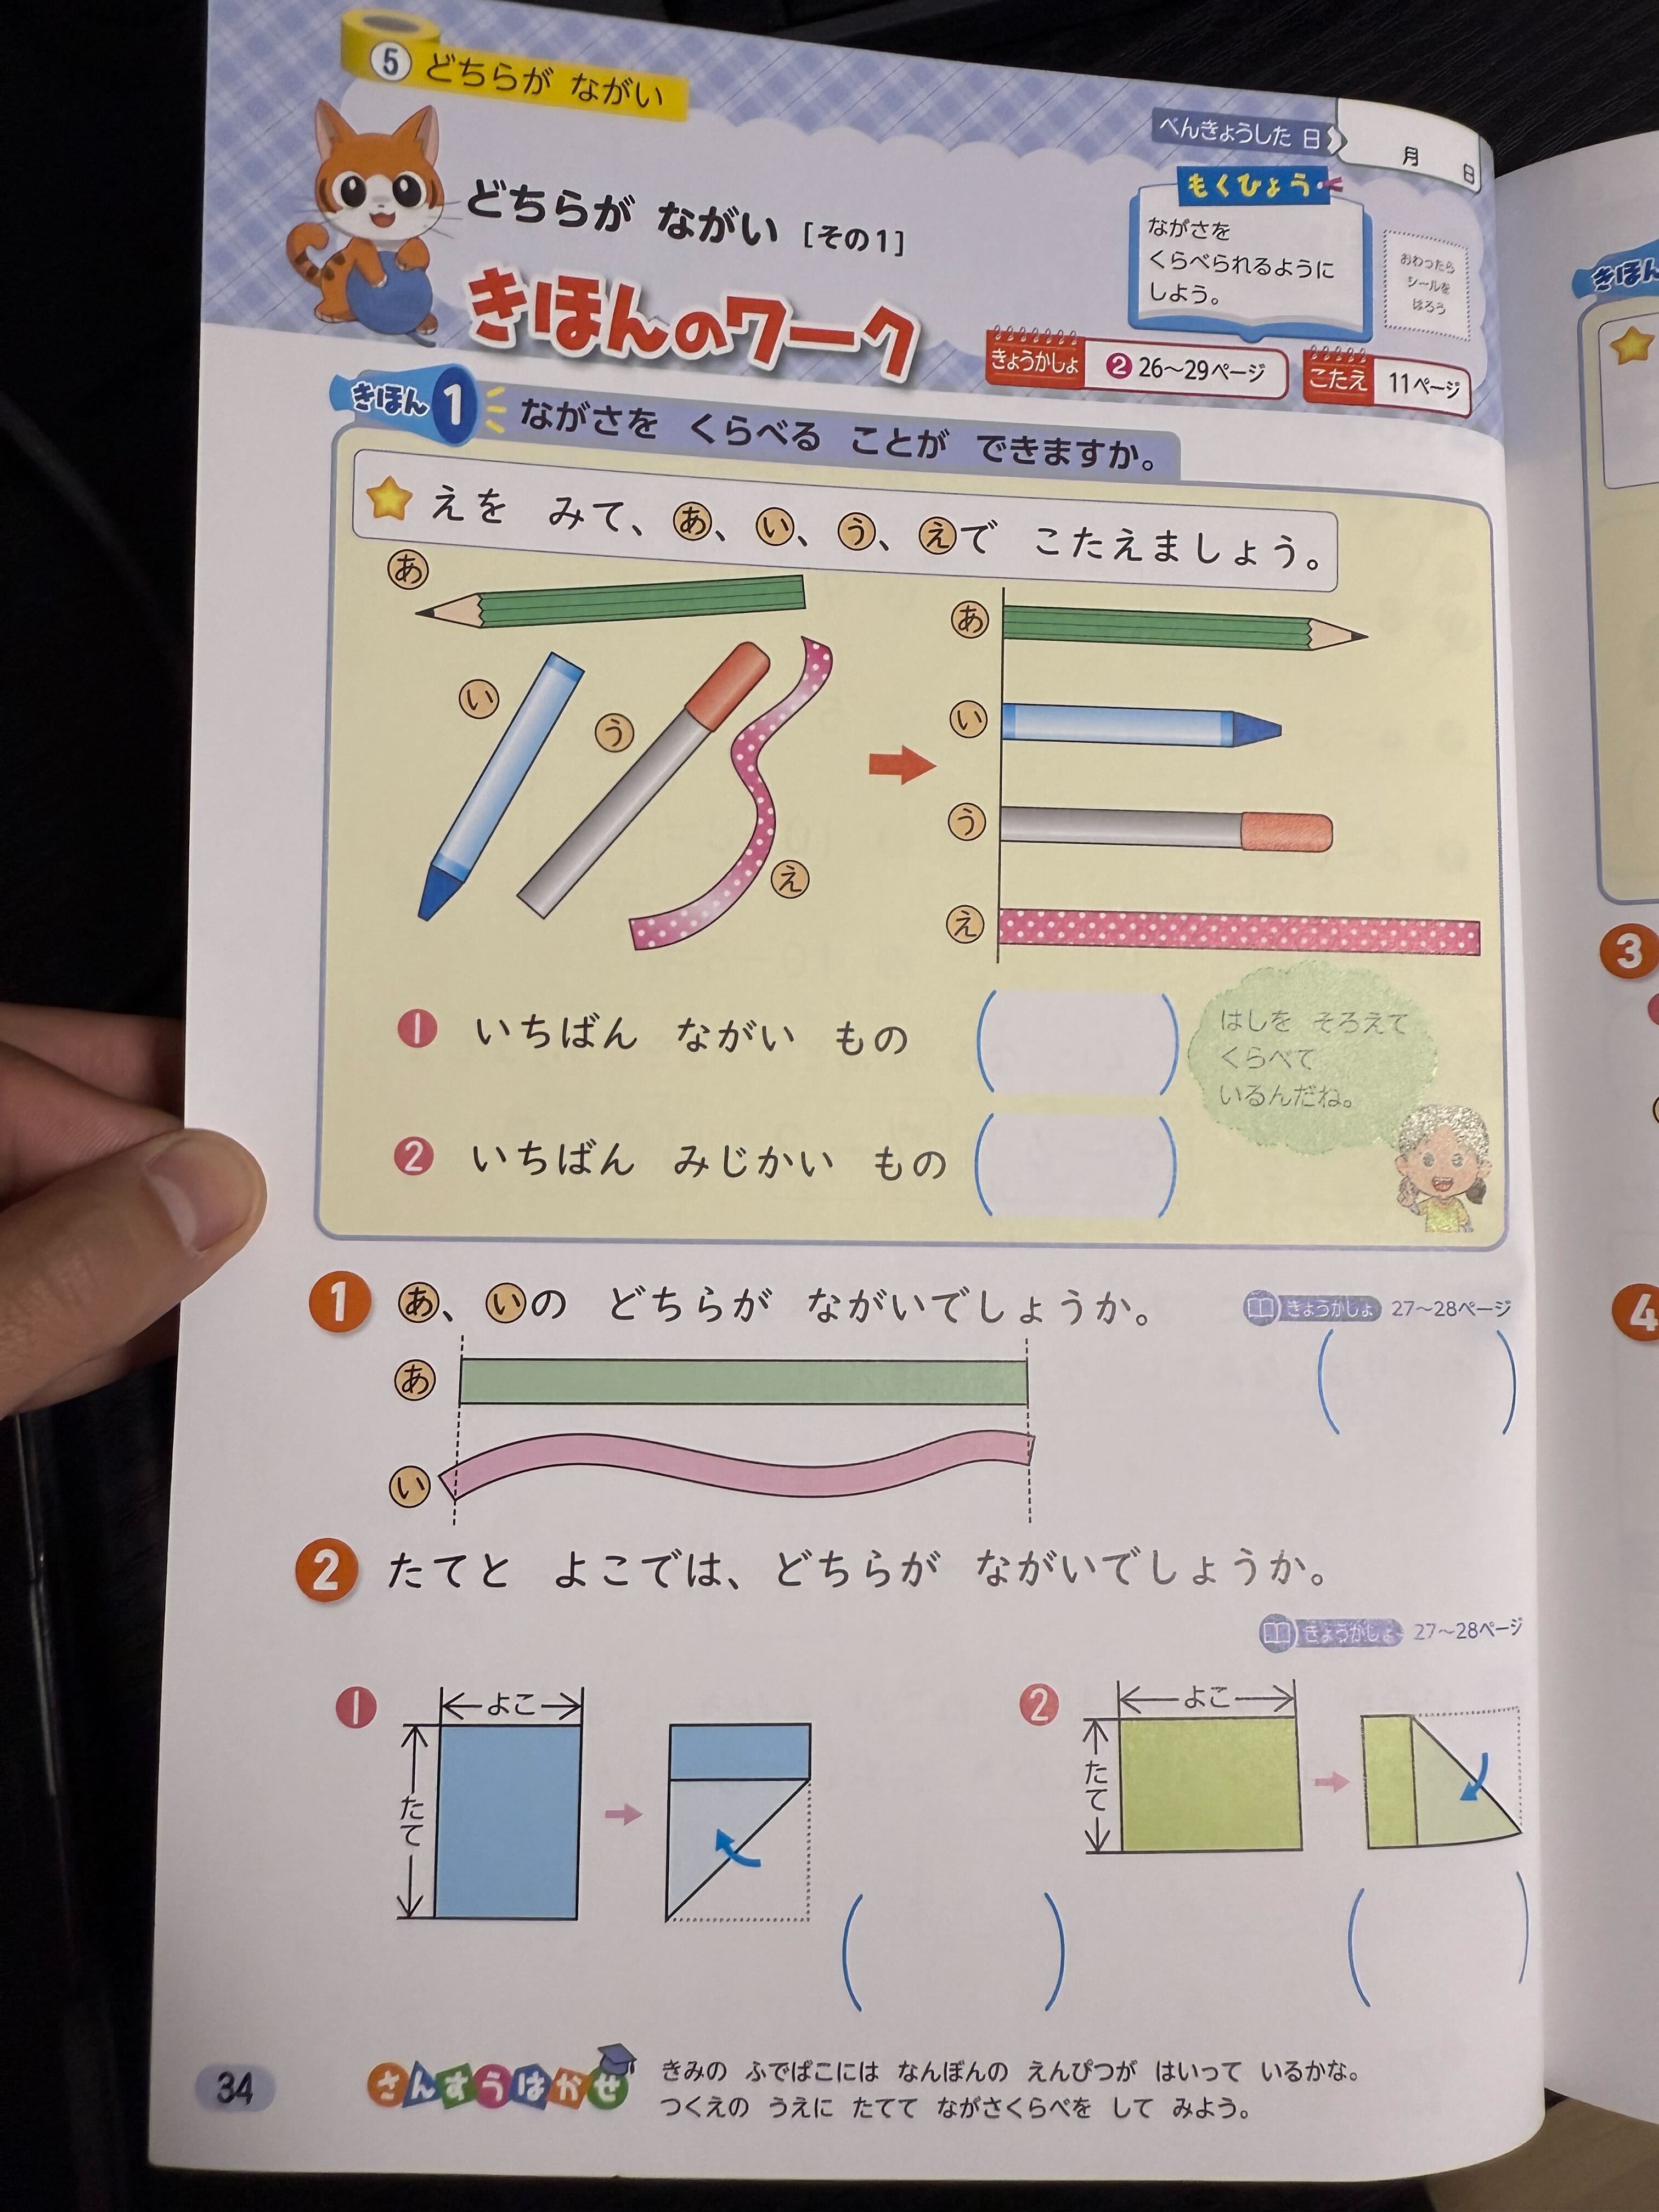 ⑤ どちらが ながい
べんきょうした 日
月 日
どちらが ながい [その1]
もくひょう
ながさを
くらべられるように
しよう。
おわったら
シールを
はろう
きほんのワーク
きょうかしょ ❷ 26〜29ページ
こたえ 11ページ
きほん 1 ながさを くらべる ことが できますか。
えを みて、あ、い、う、えで こたえましょう。
あ
い
う
え
あ
い
う
え
❶ いちばん ながい もの ( )
はしを そろえて
くらべて
いるんだね。
❷ いちばん みじかい もの ( )
1 あ、いの どちらが ながいでしょうか。
きょうかしょ 27〜28ページ
( )
あ
い
2 たてと よこでは、どちらが ながいでしょうか。
きょうかしょ 27〜28ページ
❶ よこ
たて
( )
❷ よこ
たて
( )
34
さんすうはかせ
きみの ふでばこには なんぼんの えんぴつが はいって いるかな。
つくえの うえに たてて ながさくらべを して みよう。
きほん
3
4